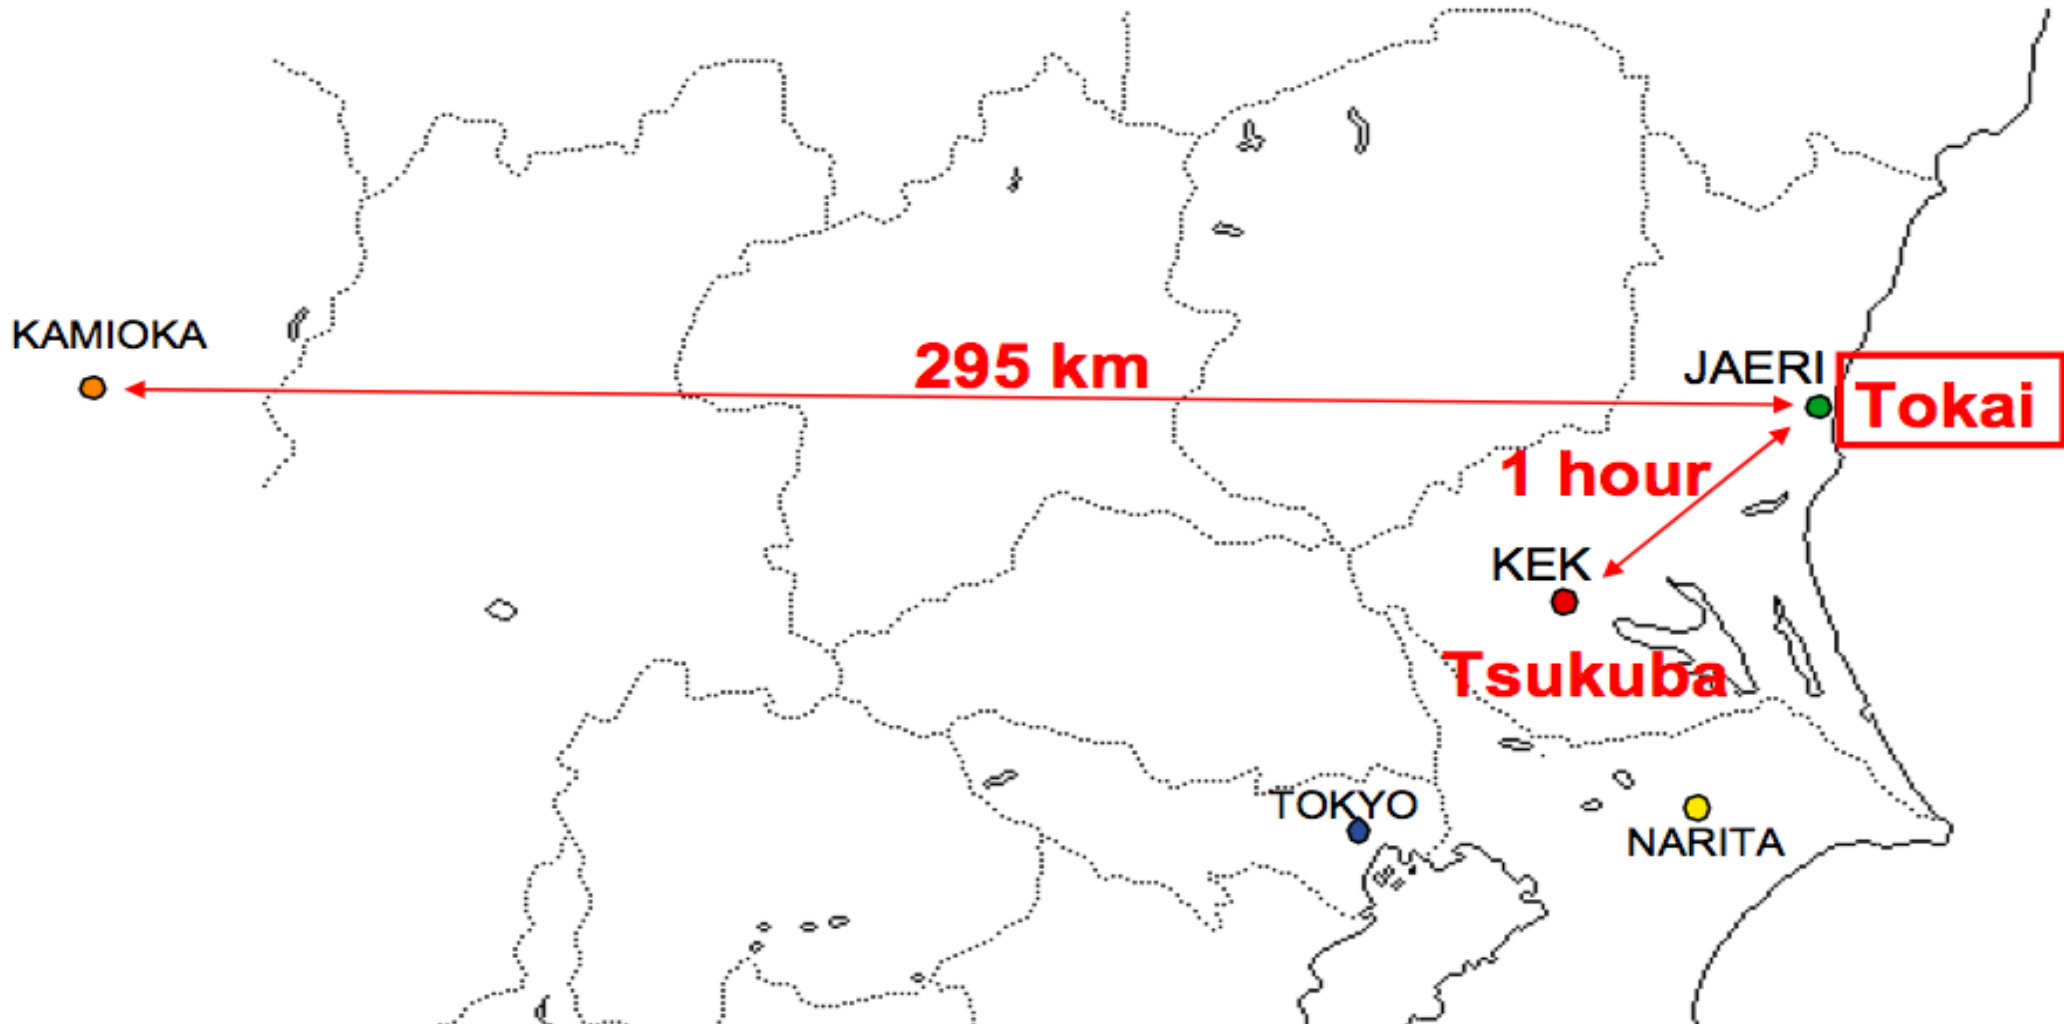 KAMIOKA
295 km
JAERI
Tokai
1 hour
KEK
Tsukuba
TOKYO
NARITA